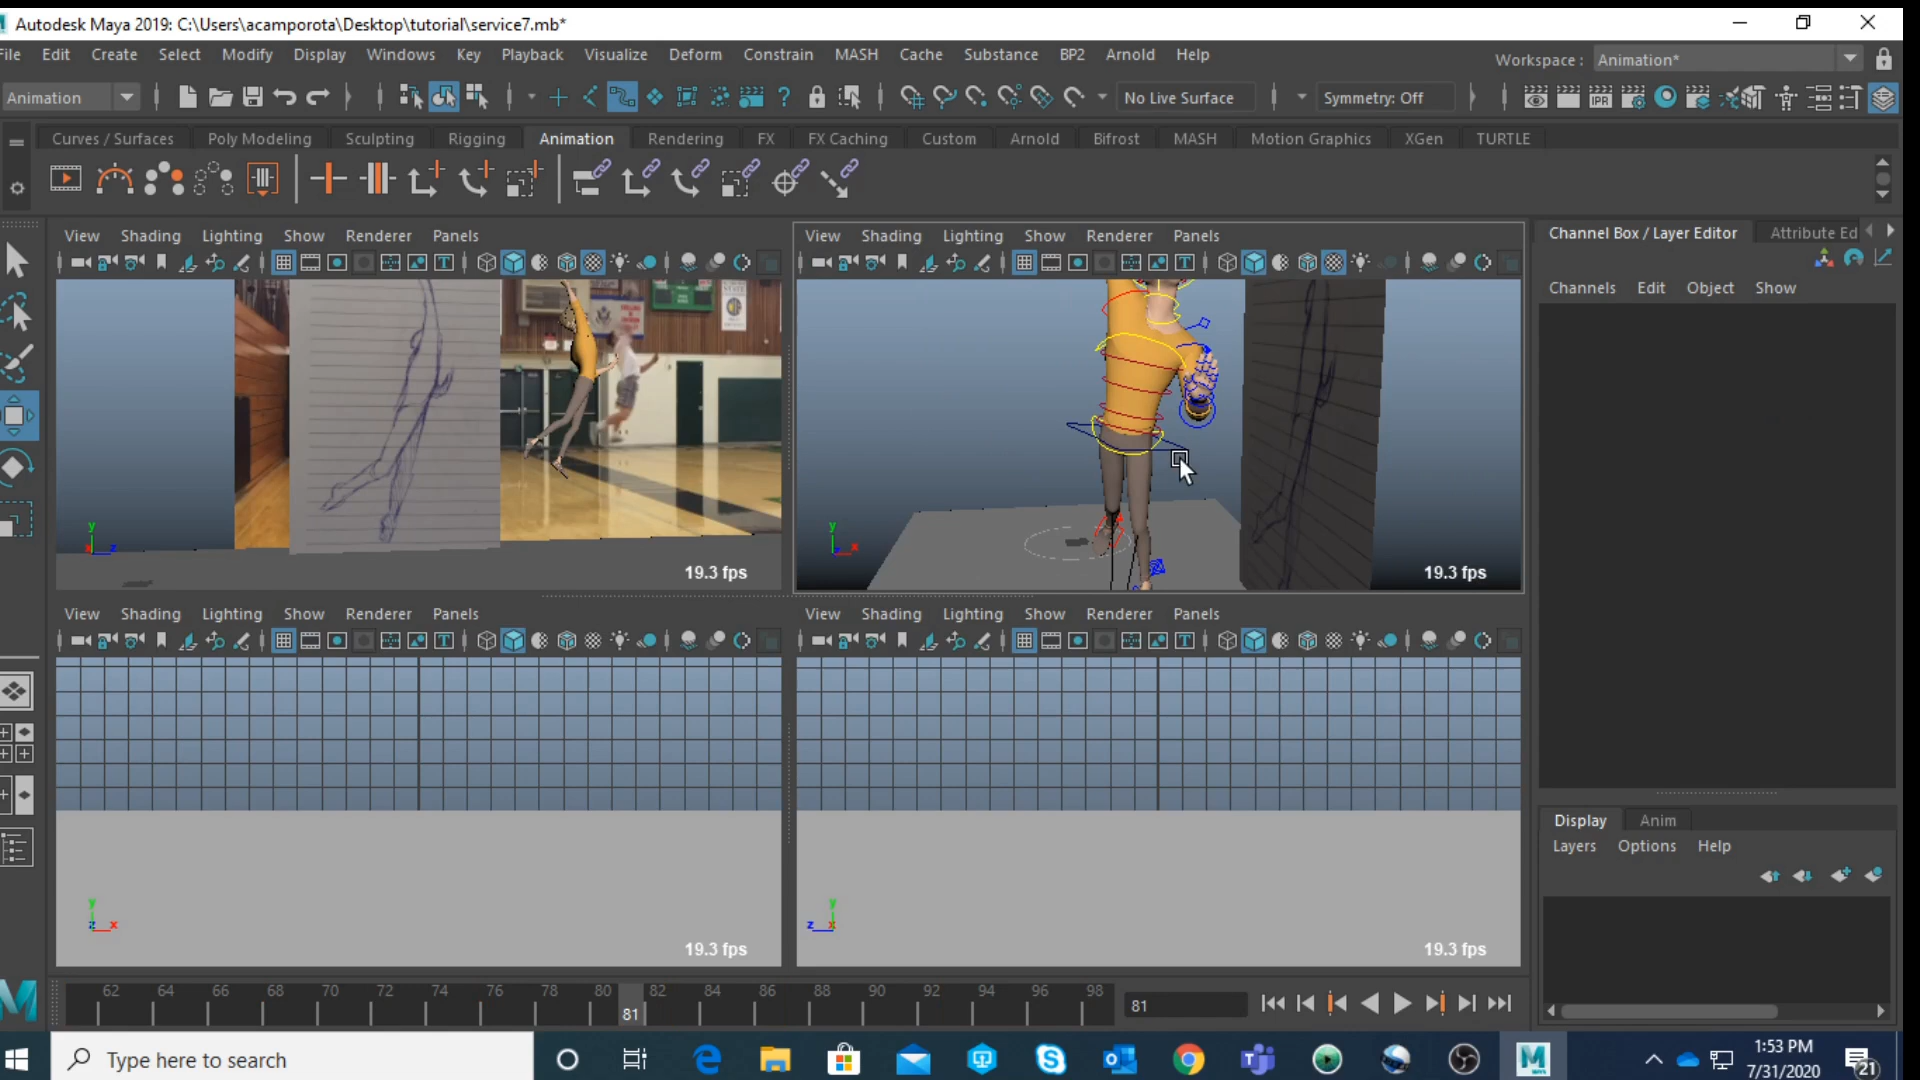 Autodesk Maya 2019: C:\Users\acamporota\Desktop\tutorial\service7.mb*
File Edit Create Select Modify Display Windows Key Playback Visualize Deform Constrain MASH Cache Substance BP2 Arnold Help
Workspace : Animation*
Animation
No Live Surface
Symmetry: Off
IPR
Curves / Surfaces Poly Modeling Sculpting Rigging Animation Rendering FX FX Caching Custom Arnold Bifrost MASH Motion Graphics XGen TURTLE
View Shading Lighting Show Renderer Panels
View Shading Lighting Show Renderer Panels
Channel Box / Layer Editor Attribute Ed
Channels Edit Object Show
y
x z
19.3 fps
y
x
19.3 fps
View Shading Lighting Show Renderer Panels
View Shading Lighting Show Renderer Panels
y
z x
19.3 fps
y
z x
19.3 fps
Display Anim
Layers Options Help
62 64 66 68 70 72 74 76 78 80 82 84 86 88 90 92 94 96 98
81
81
Type here to search
1:53 PM
7/31/2020
21